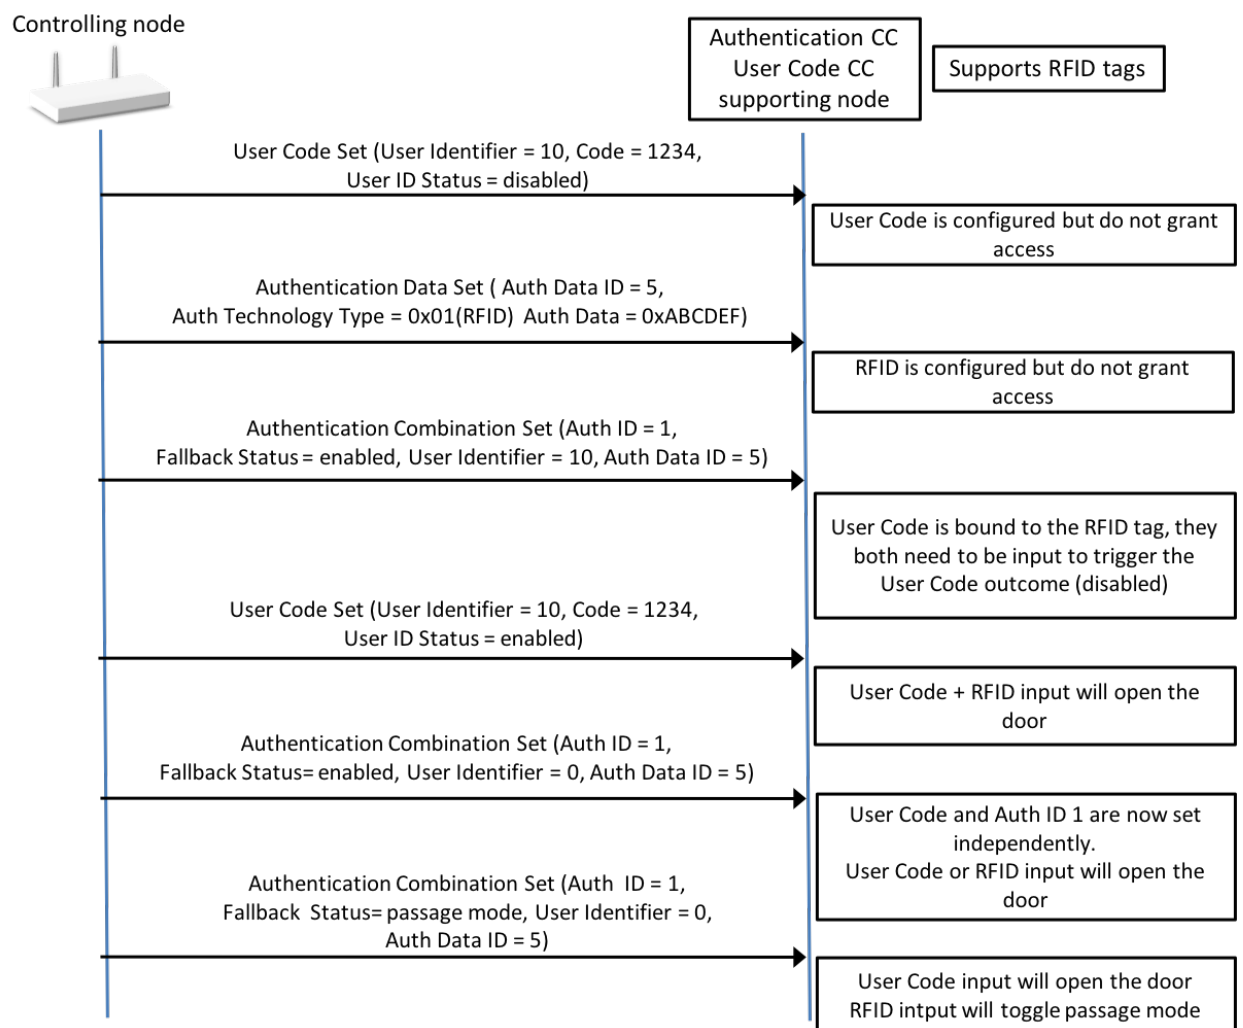 Controlling node
Authentication CC
User Code CC
supporting node
Supports RFID tags
User Code Set (User Identifier = 10, Code = 1234,
User ID Status = disabled)
User Code is configured but do not grant
access
Authentication Data Set ( Auth Data ID = 5,
Auth Technology Type = 0x01(RFID) Auth Data = 0xABCDEF)
RFID is configured but do not grant
access
Authentication Combination Set (Auth ID = 1,
Fallback Status = enabled, User Identifier = 10, Auth Data ID = 5)
User Code is bound to the RFID tag, they
both need to be input to trigger the
User Code outcome (disabled)
User Code Set (User Identifier = 10, Code = 1234,
User ID Status = enabled)
User Code + RFID input will open the
door
Authentication Combination Set (Auth ID = 1,
Fallback Status= enabled, User Identifier = 0, Auth Data ID = 5)
User Code and Auth ID 1 are now set
independently.
User Code or RFID input will open the
door
Authentication Combination Set (Auth ID = 1,
Fallback Status= passage mode, User Identifier = 0,
Auth Data ID = 5)
User Code input will open the door
RFID intput will toggle passage mode